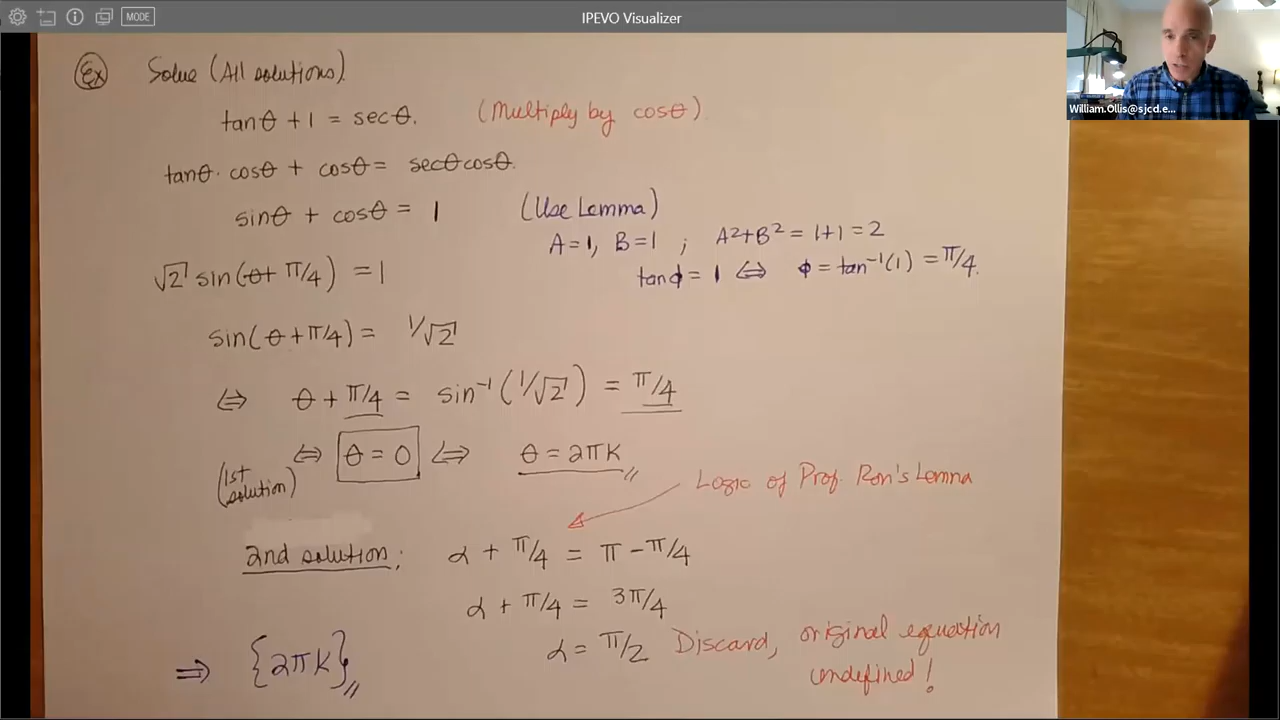 MODE
IPEVO Visualizer
William.Ollis@sjcd.e...
Ex Solve (All solutions).
tanθ + 1 = secθ. (Multiply by cosθ).
tanθ · cosθ + cosθ = secθcosθ.
sinθ + cosθ = 1 (Use Lemma)
A=1, B=1 ; A²+B² = 1+1 = 2
√2 sin(θ + π/4) = 1
tanϕ = 1 ⇔ ϕ = tan⁻¹(1) = π/4.
sin(θ + π/4) = 1/√2
⇔ θ + π/4 = sin⁻¹(1/√2) = π/4
⇔ θ = 0 ⇔ θ = 2πK
(1st solution)
Logic of Prof. Ron's Lemma
2nd solution; α + π/4 = π - π/4
α + π/4 = 3π/4
α = π/2 Discard, original equation
undefined!
⇒ {2πK}